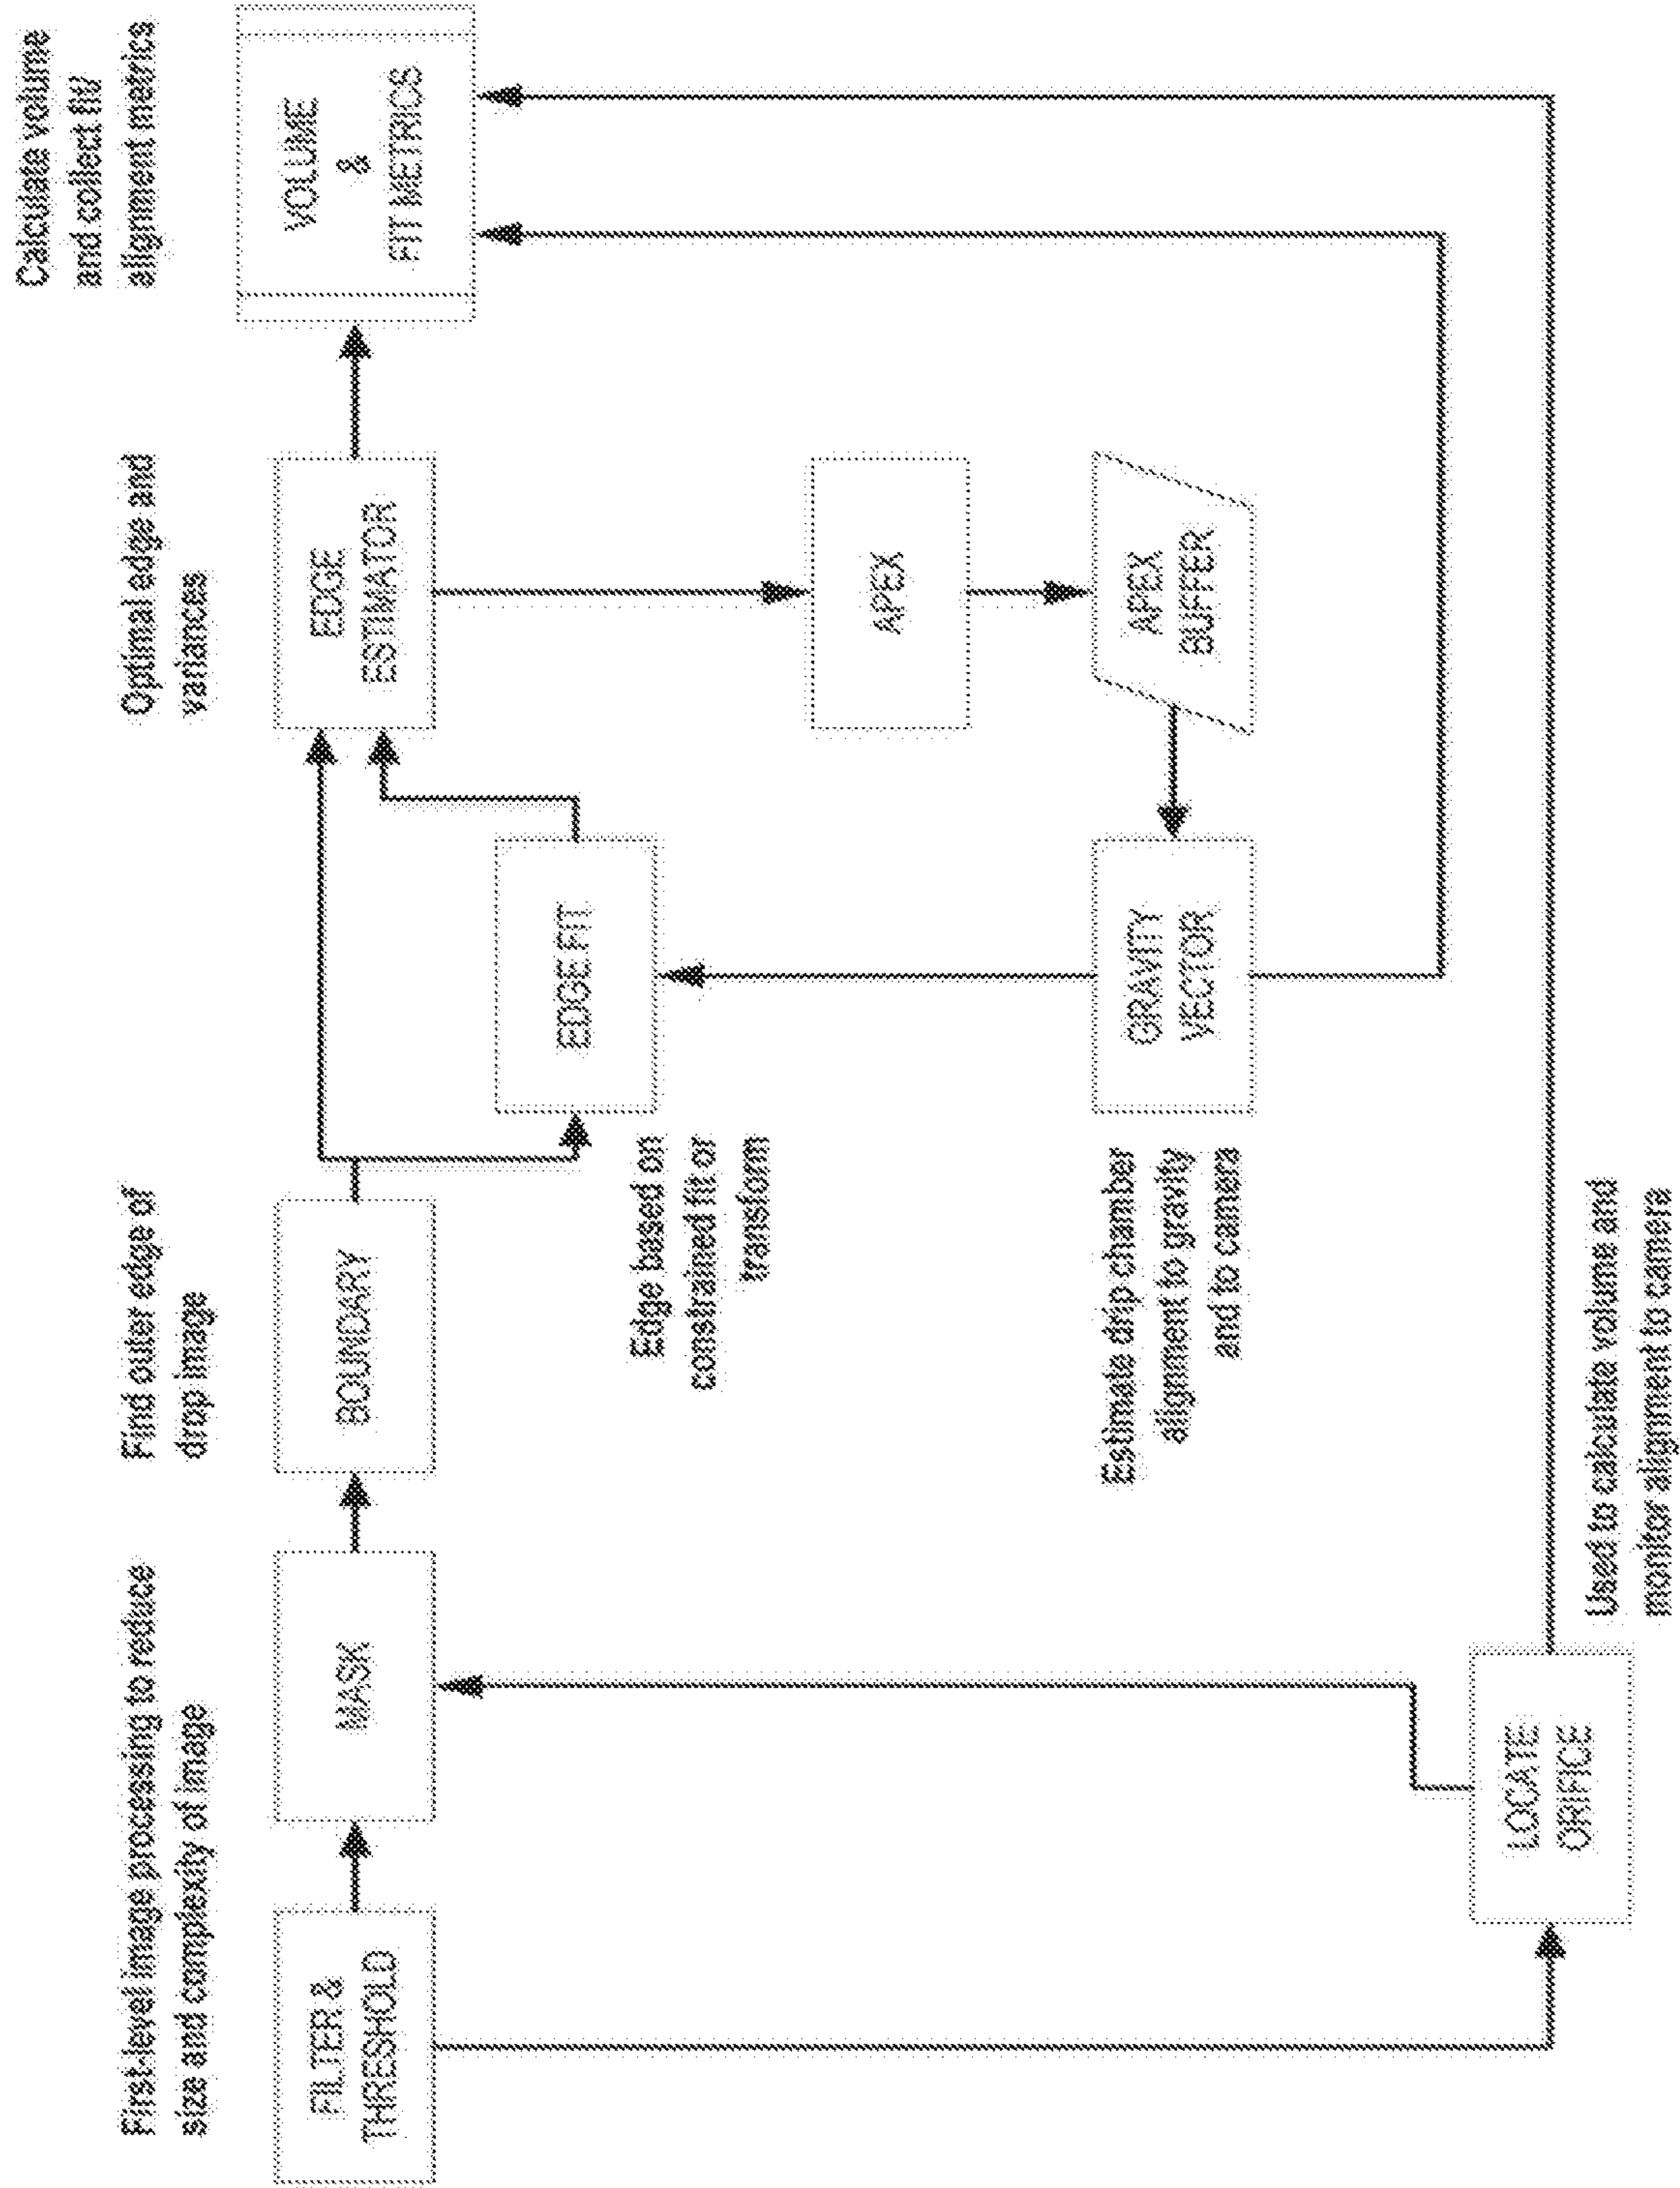 First-level image processing to reduce
size and complexity of image
FILTER &
THRESHOLD
MASK
Find outer edge of
drop image
BOUNDARY
Optimal edge and
variances
EDGE
ESTIMATOR
Calculate volume
and collect fit/
alignment metrics
VOLUME
&
FIT METRICS
EDGE FIT
Edge based on
constrained fit or
transform
APEX
APEX
BUFFER
GRAVITY
VECTOR
Estimate drip chamber
alignment to gravity
and to camera
LOCATE
ORIFICE
Used to calculate volume and
monitor alignment to camera